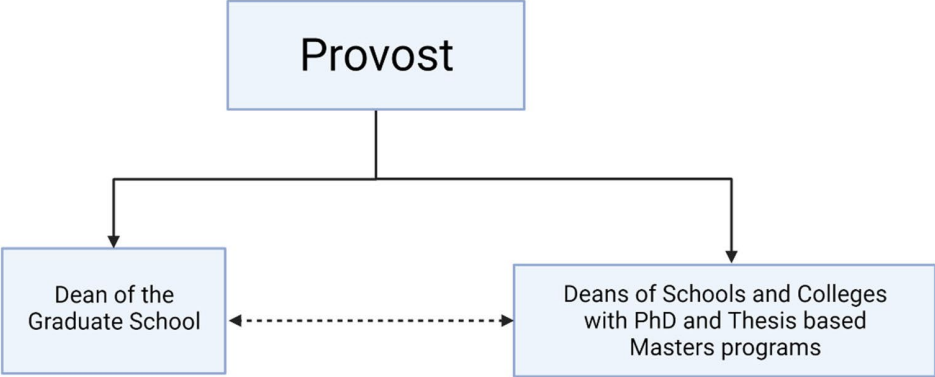 Provost
Dean of the
Graduate School
Deans of Schools and Colleges
with PhD and Thesis based
Masters programs